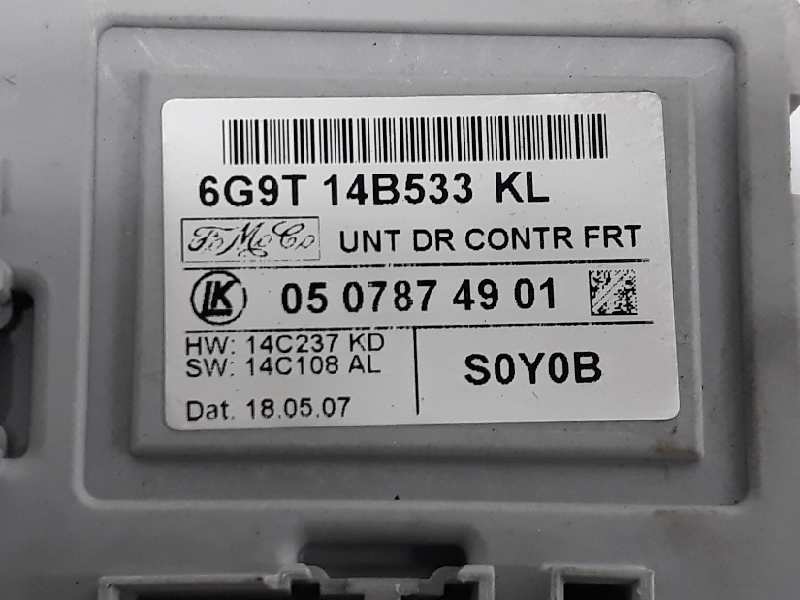 6G9T 14B533 KL
FoMoCo UNT DR CONTR FRT
LK 05 0787 49 01
HW: 14C237 KD
SW: 14C108 AL
S0Y0B
Dat. 18.05.07